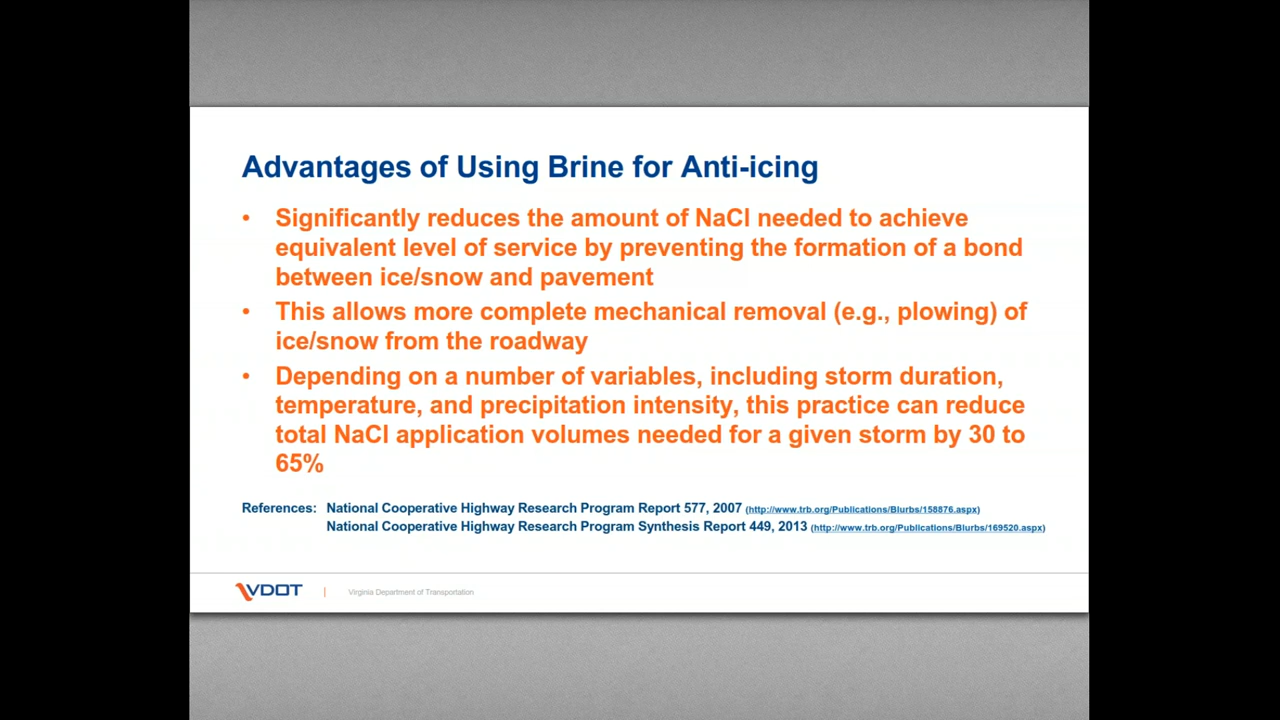 Advantages of Using Brine for Anti-icing
• Significantly reduces the amount of NaCl needed to achieve
equivalent level of service by preventing the formation of a bond
between ice/snow and pavement
• This allows more complete mechanical removal (e.g., plowing) of
ice/snow from the roadway
• Depending on a number of variables, including storm duration,
temperature, and precipitation intensity, this practice can reduce
total NaCl application volumes needed for a given storm by 30 to
65%
References: National Cooperative Highway Research Program Report 577, 2007 (http://www.trb.org/Publications/Blurbs/158876.aspx)
National Cooperative Highway Research Program Synthesis Report 449, 2013 (http://www.trb.org/Publications/Blurbs/169520.aspx)
VDOT | Virginia Department of Transportation